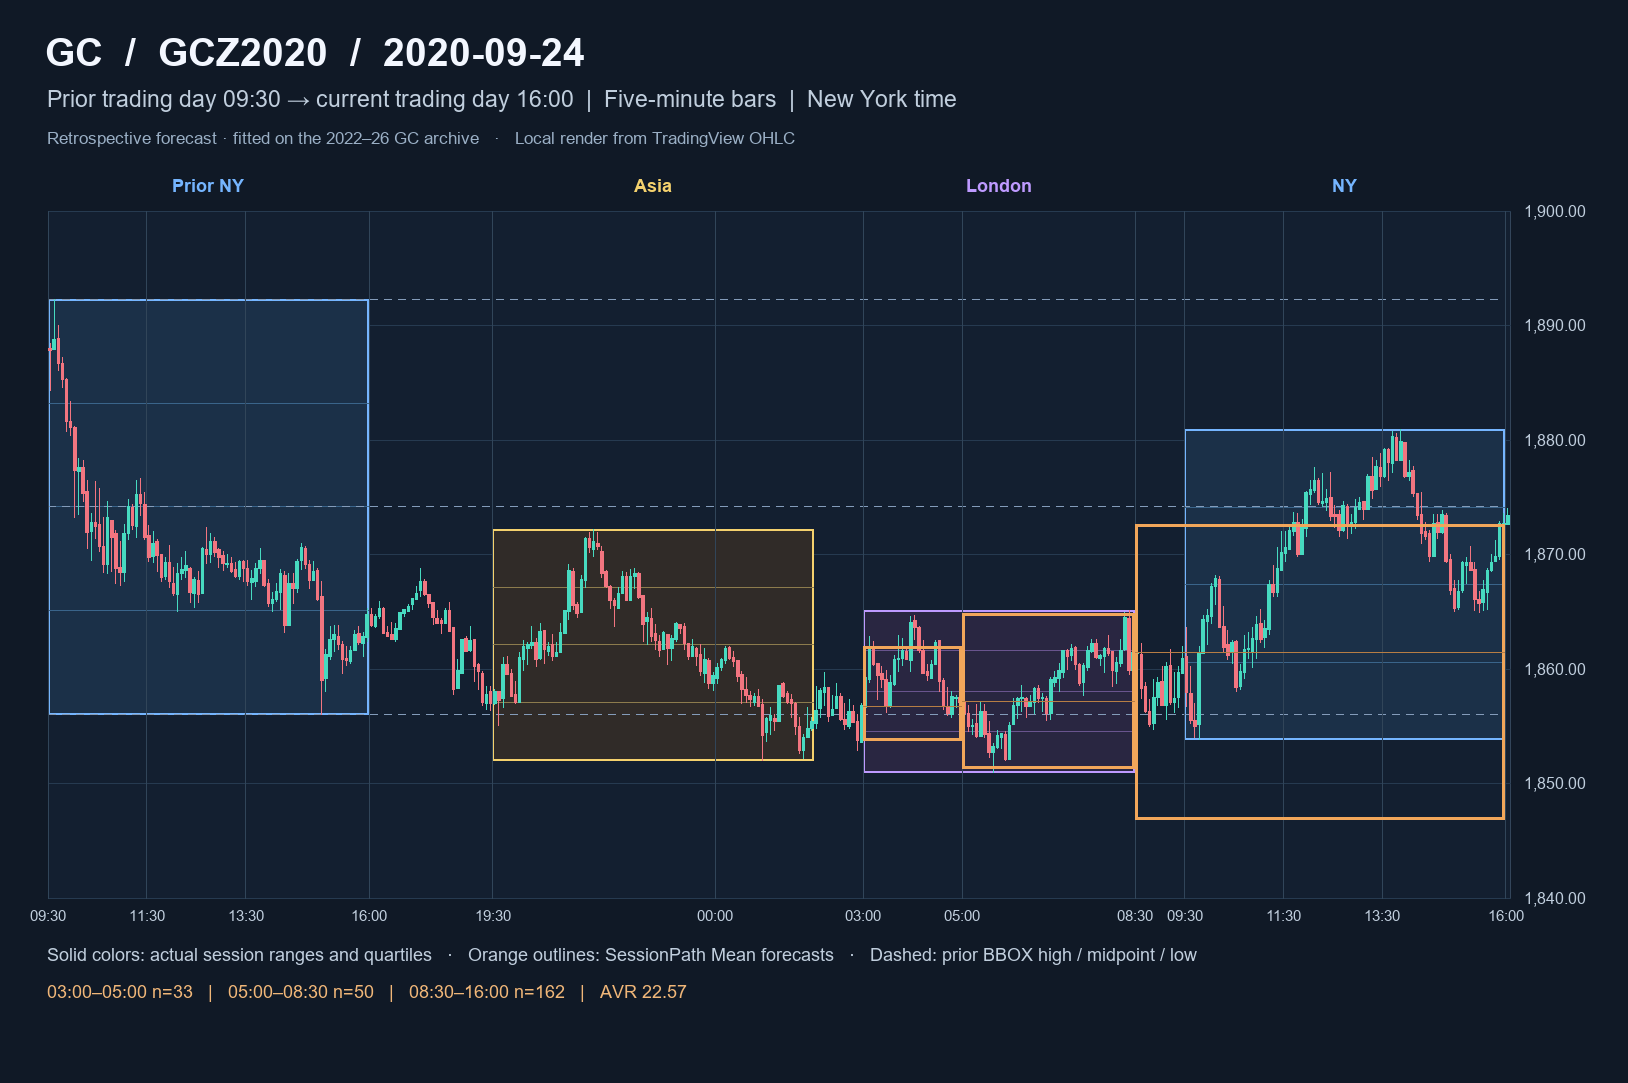 GC / GCZ2020 / 2020-09-24
Prior trading day 09:30 → current trading day 16:00 | Five-minute bars | New York time
Retrospective forecast · fitted on the 2022–26 GC archive · Local render from TradingView OHLC
Prior NY Asia London NY
1,900.00
1,890.00
1,880.00
1,870.00
1,860.00
1,850.00
1,840.00
09:30 11:30 13:30 16:00 19:30 00:00 03:00 05:00 08:30 09:30 11:30 13:30 16:00
Solid colors: actual session ranges and quartiles · Orange outlines: SessionPath Mean forecasts · Dashed: prior BBOX high / midpoint / low
03:00–05:00 n=33 | 05:00–08:30 n=50 | 08:30–16:00 n=162 | AVR 22.57